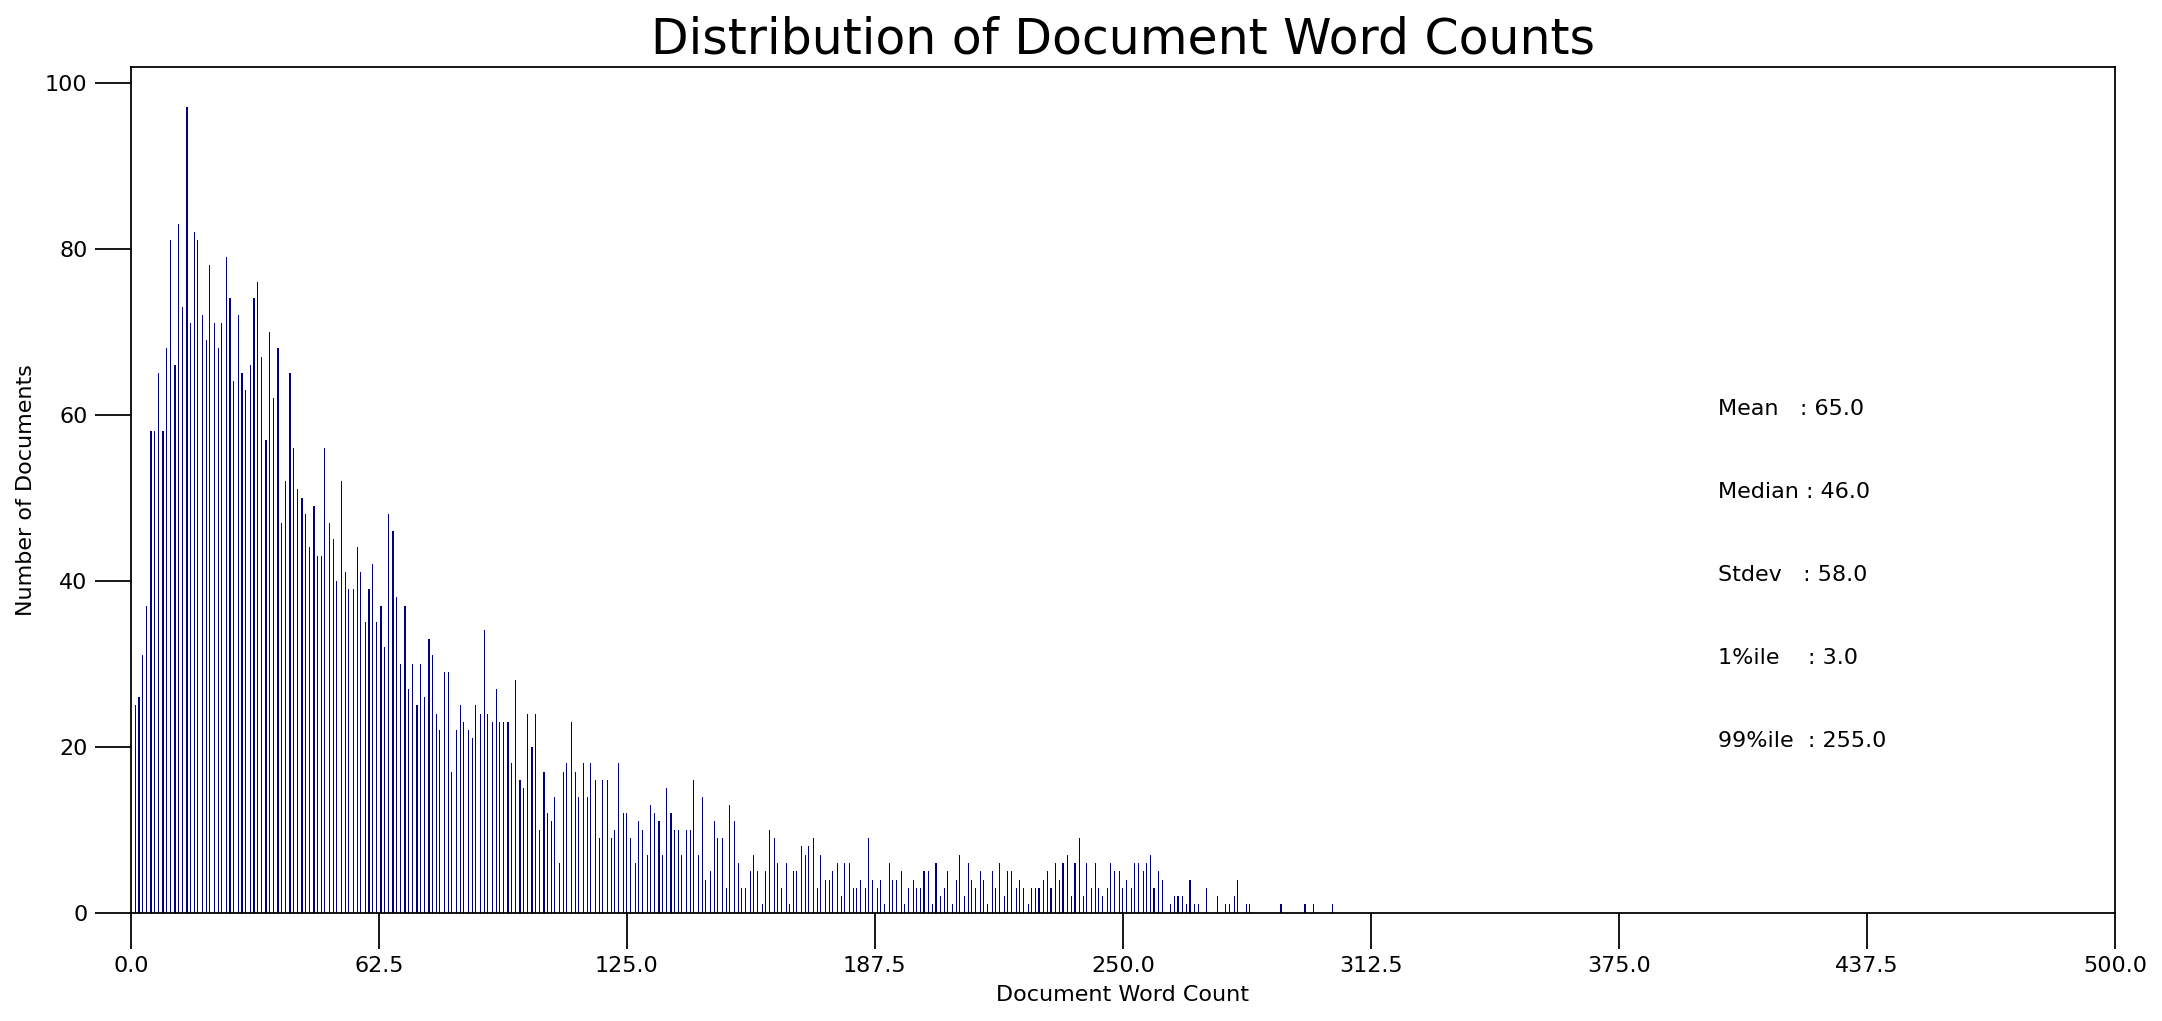 Distribution of Document Word Counts
100
80
60
40
20
0
Number of Documents
Mean : 65.0
Median : 46.0
Stdev : 58.0
1%ile : 3.0
99%ile : 255.0
0.0 62.5 125.0 187.5 250.0 312.5 375.0 437.5 500.0
Document Word Count